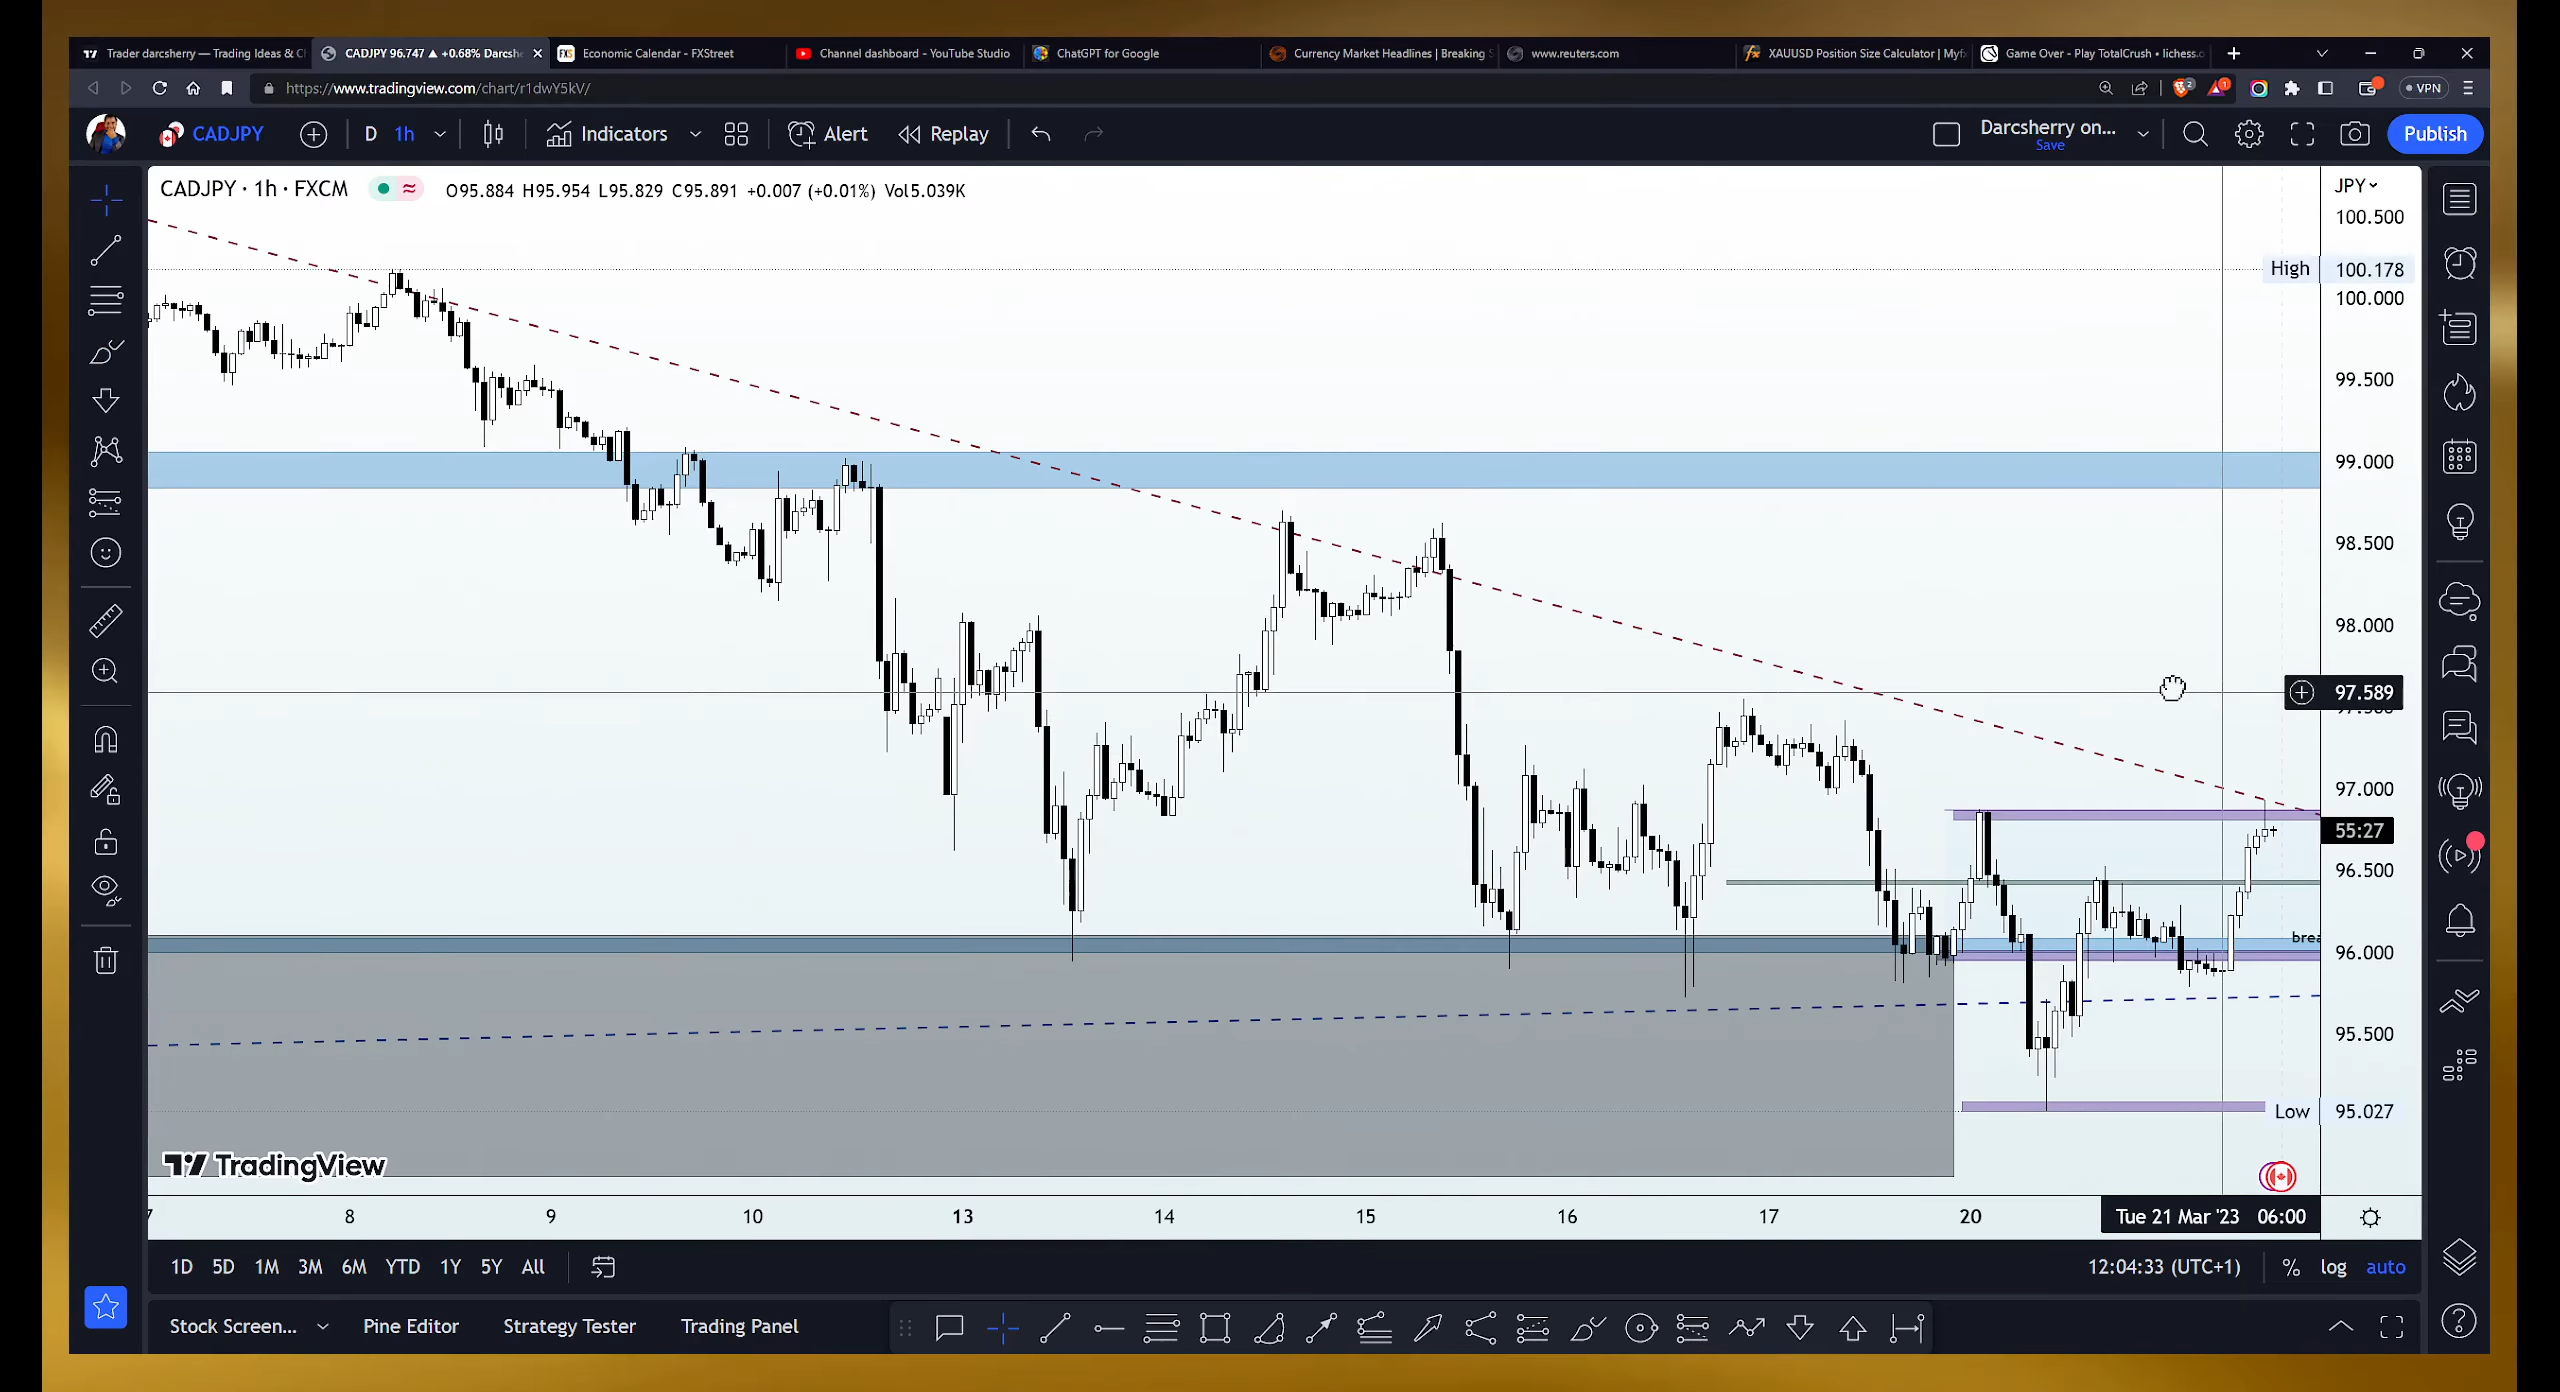 Trader darcsherry — Trading Ideas & C
CADJPY 96.747 ▲ +0.68% Darcsh
Economic Calendar - FXStreet
Channel dashboard - YouTube Studio
ChatGPT for Google
Currency Market Headlines | Breaking
www.reuters.com
XAUUSD Position Size Calculator | Myf
Game Over - Play TotalCrush • lichess.o
https://www.tradingview.com/chart/r1dwY5kV/
VPN
CADJPY
D 1h
Indicators
Alert
Replay
Darcsherry on...
Save
Publish
CADJPY · 1h · FXCM
O95.884 H95.954 L95.829 C95.891 +0.007 (+0.01%) Vol5.039K
JPY
100.500
High 100.178
100.000
99.500
99.000
98.500
98.000
97.589
97.000
55:27
96.500
brea
96.000
95.500
Low 95.027
TradingView
7 8 9 10 13 14 15 16 17 20
Tue 21 Mar '23 06:00
1D 5D 1M 3M 6M YTD 1Y 5Y All
12:04:33 (UTC+1)
% log auto
Stock Screen...
Pine Editor
Strategy Tester
Trading Panel